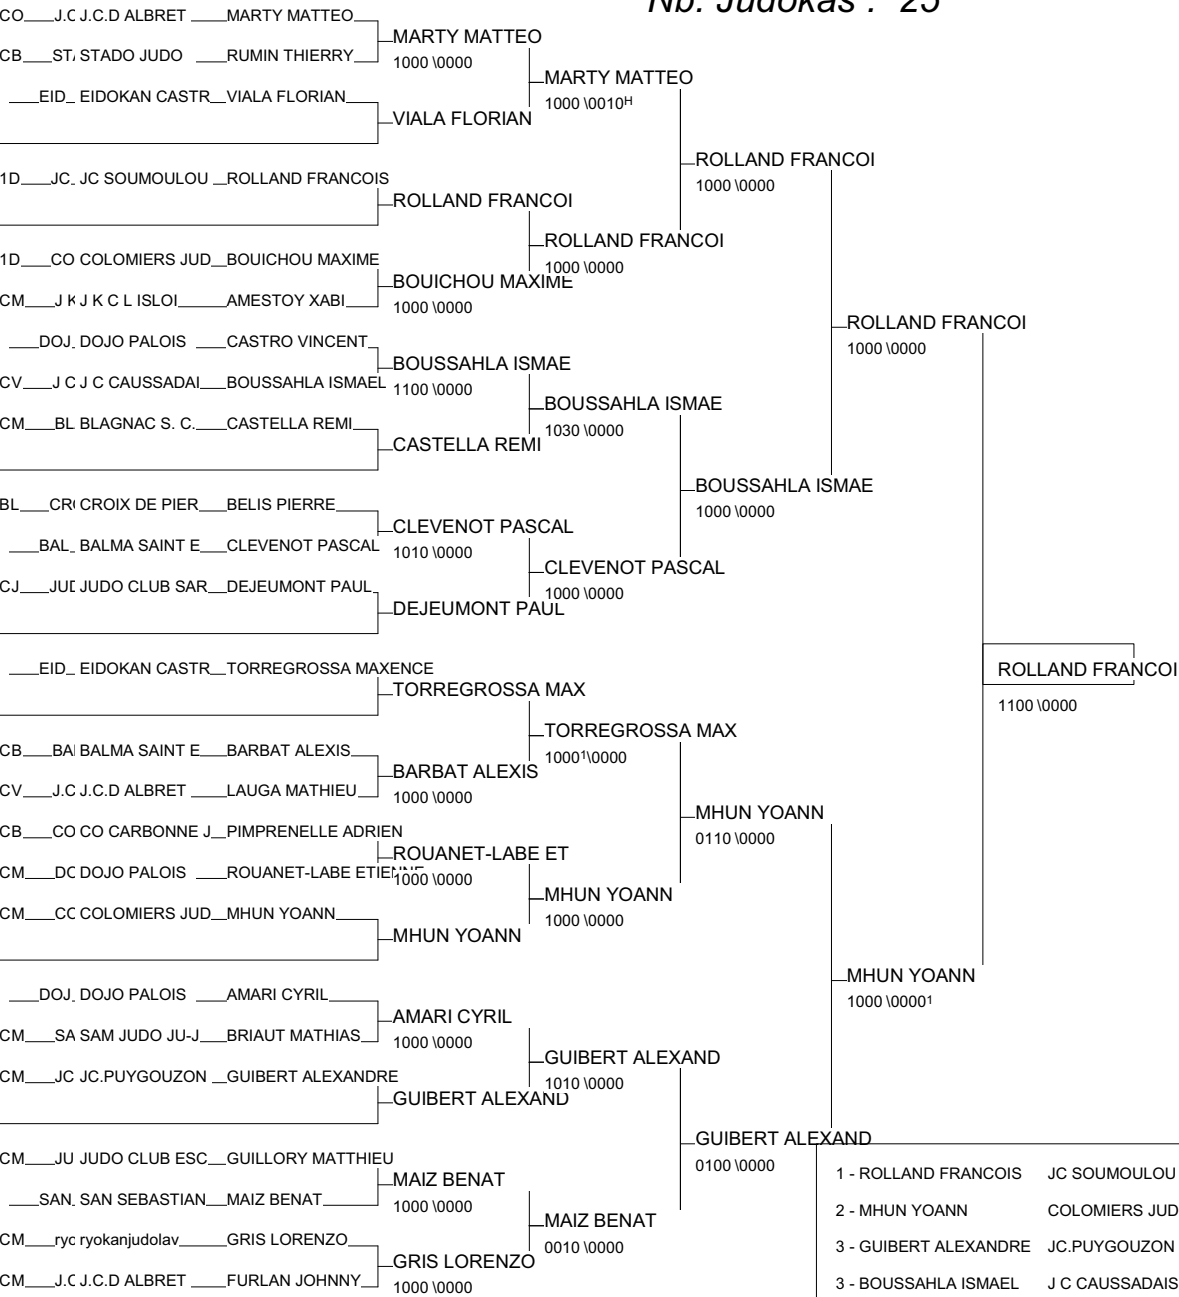 Nb. Judokas : 25
CO J.C J.C.D ALBRET MARTY MATTEO
MARTY MATTEO
1000 \0000
CB ST STADO JUDO RUMIN THIERRY
MARTY MATTEO
1000 \0010H
EID EIDOKAN CASTR VIALA FLORIAN
VIALA FLORIAN
ROLLAND FRANCOI
1000 \0000
1D JC JC SOUMOULOU ROLLAND FRANCOIS
ROLLAND FRANCOI
ROLLAND FRANCOI
1000 \0000
1D CO COLOMIERS JUD BOUICHOU MAXIME
BOUICHOU MAXIME
1000 \0000
CM J K J K C L ISLOI AMESTOY XABI
ROLLAND FRANCOI
1000 \0000
DOJ DOJO PALOIS CASTRO VINCENT
BOUSSAHLA ISMAE
1100 \0000
CV J C J C CAUSSADAI BOUSSAHLA ISMAEL
BOUSSAHLA ISMAE
1030 \0000
CM BL BLAGNAC S. C. CASTELLA REMI
CASTELLA REMI
BOUSSAHLA ISMAE
1000 \0000
BL CR CROIX DE PIER BELIS PIERRE
CLEVENOT PASCAL
1010 \0000
BAL BALMA SAINT E CLEVENOT PASCAL
CLEVENOT PASCAL
1000 \0000
CJ JUD JUDO CLUB SAR DEJEUMONT PAUL
DEJEUMONT PAUL
EID EIDOKAN CASTR TORREGROSSA MAXENCE
ROLLAND FRANCOI
1100 \0000
TORREGROSSA MAX
TORREGROSSA MAX
10001\0000
CB BA BALMA SAINT E BARBAT ALEXIS
BARBAT ALEXIS
1000 \0000
CV J.C J.C.D ALBRET LAUGA MATHIEU
MHUN YOANN
0110 \0000
CB CO CO CARBONNE J PIMPRENELLE ADRIEN
ROUANET-LABE ET
1000 \0000
CM DO DOJO PALOIS ROUANET-LABE ETIENNE
MHUN YOANN
1000 \0000
CM CO COLOMIERS JUD MHUN YOANN
MHUN YOANN
MHUN YOANN
1000 \00001
DOJ DOJO PALOIS AMARI CYRIL
AMARI CYRIL
1000 \0000
CM SA SAM JUDO JU-J BRIAUT MATHIAS
GUIBERT ALEXAND
1010 \0000
CM JC JC.PUYGOUZON GUIBERT ALEXANDRE
GUIBERT ALEXAND
GUIBERT ALEXAND
0100 \0000
CM JU JUDO CLUB ESC GUILLORY MATTHIEU
MAIZ BENAT
1000 \0000
SAN SAN SEBASTIAN MAIZ BENAT
MAIZ BENAT
0010 \0000
CM ryo ryokanjudolav GRIS LORENZO
GRIS LORENZO
1000 \0000
CM J.C J.C.D ALBRET FURLAN JOHNNY
1 - ROLLAND FRANCOIS JC SOUMOULOU
2 - MHUN YOANN COLOMIERS JUD
3 - GUIBERT ALEXANDRE JC.PUYGOUZON
3 - BOUSSAHLA ISMAEL J C CAUSSADAIS